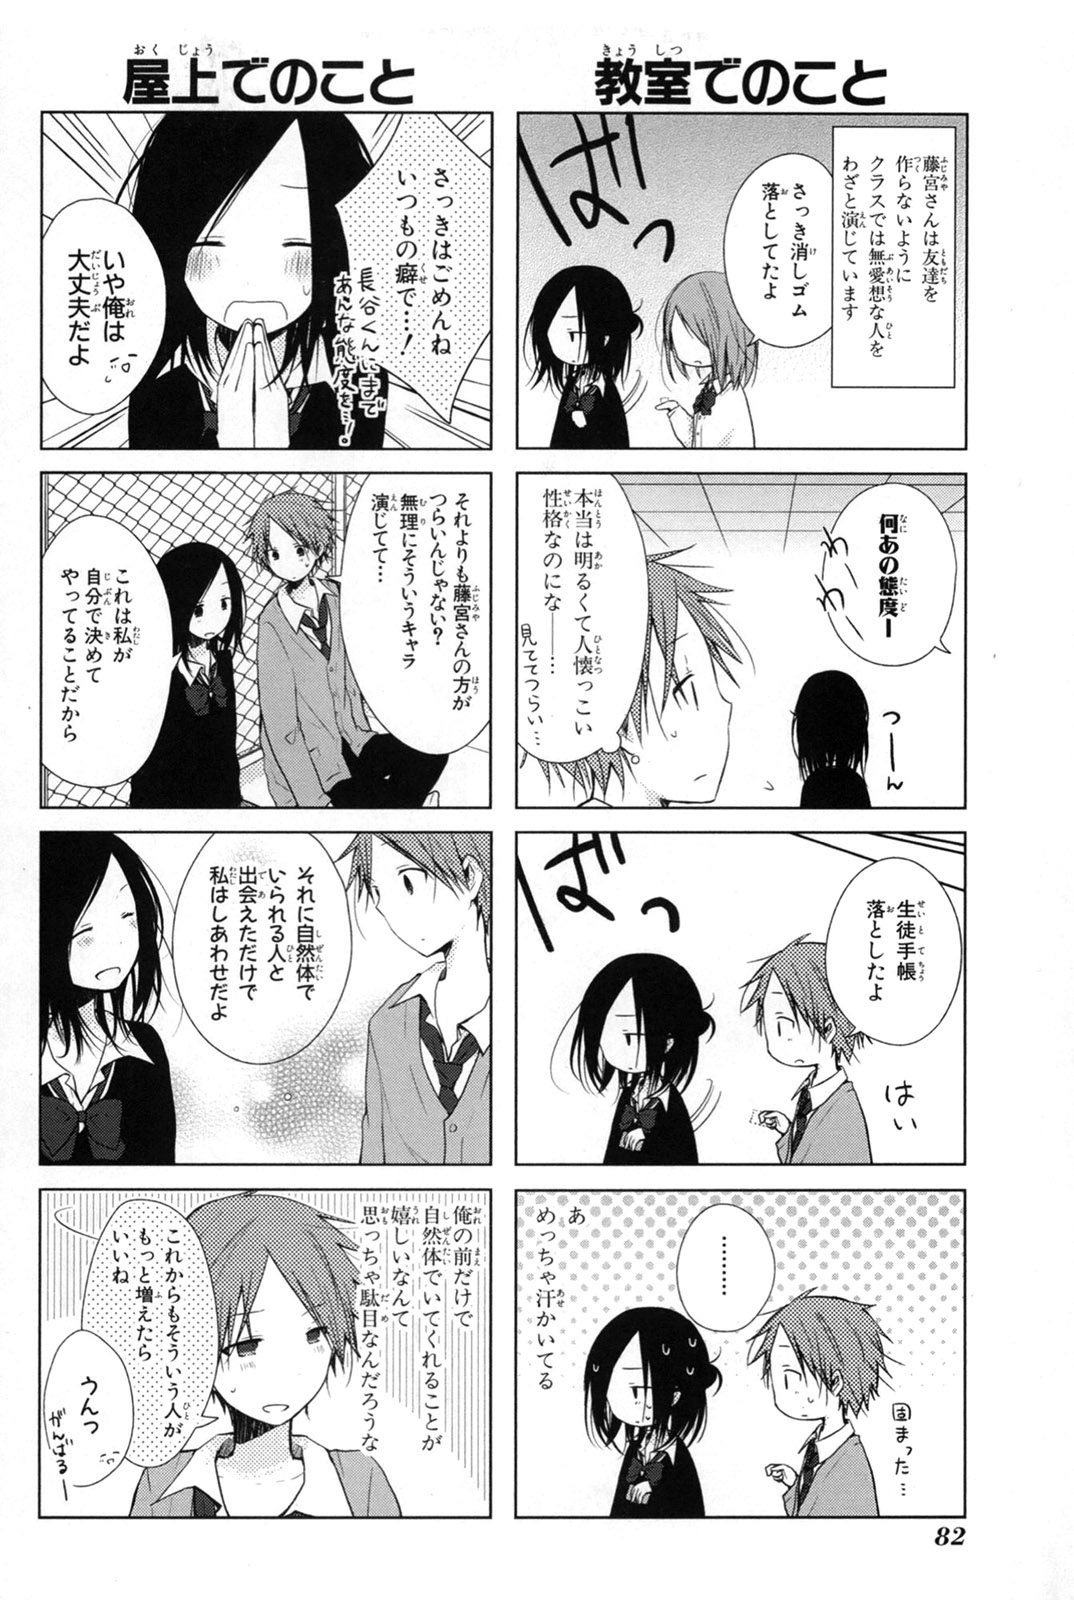 教室でのこと
藤宮さんは友達を
作らないように
クラスでは無愛想な人を
わざと演じています
さっき消しゴム
落としてたよ
ばっ
何あの態度ー
わわわ
つーーん
本当は明るくて人懐っこい
性格なのにな―――…
見ててつらい…
生徒手帳
落としたよ
ばっ
はい
………
固まった…
あ
めっちゃ汗かいてる
屋上でのこと
さっきはごめんね
いつもの癖で…！
長谷くんにまで
あんな態度を…！
いや俺は
大丈夫だよ
それよりも藤宮さんの方が
つらいんじゃない？
無理にそういうキャラ
演じてて…
これは私が
自分で決めて
やってることだから
それに自然体で
いられる人と
出会えただけで
私はしあわせだよ
俺の前だけで
自然体でいてくれることが
嬉しいなんて
思っちゃ駄目なんだろうな
これからもそういう人が
もっと増えたら
いいね
うんっ
がんばるー
82